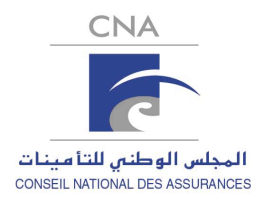 CNA
المجلس الوطني للتأمينات
CONSEIL NATIONAL DES ASSURANCES